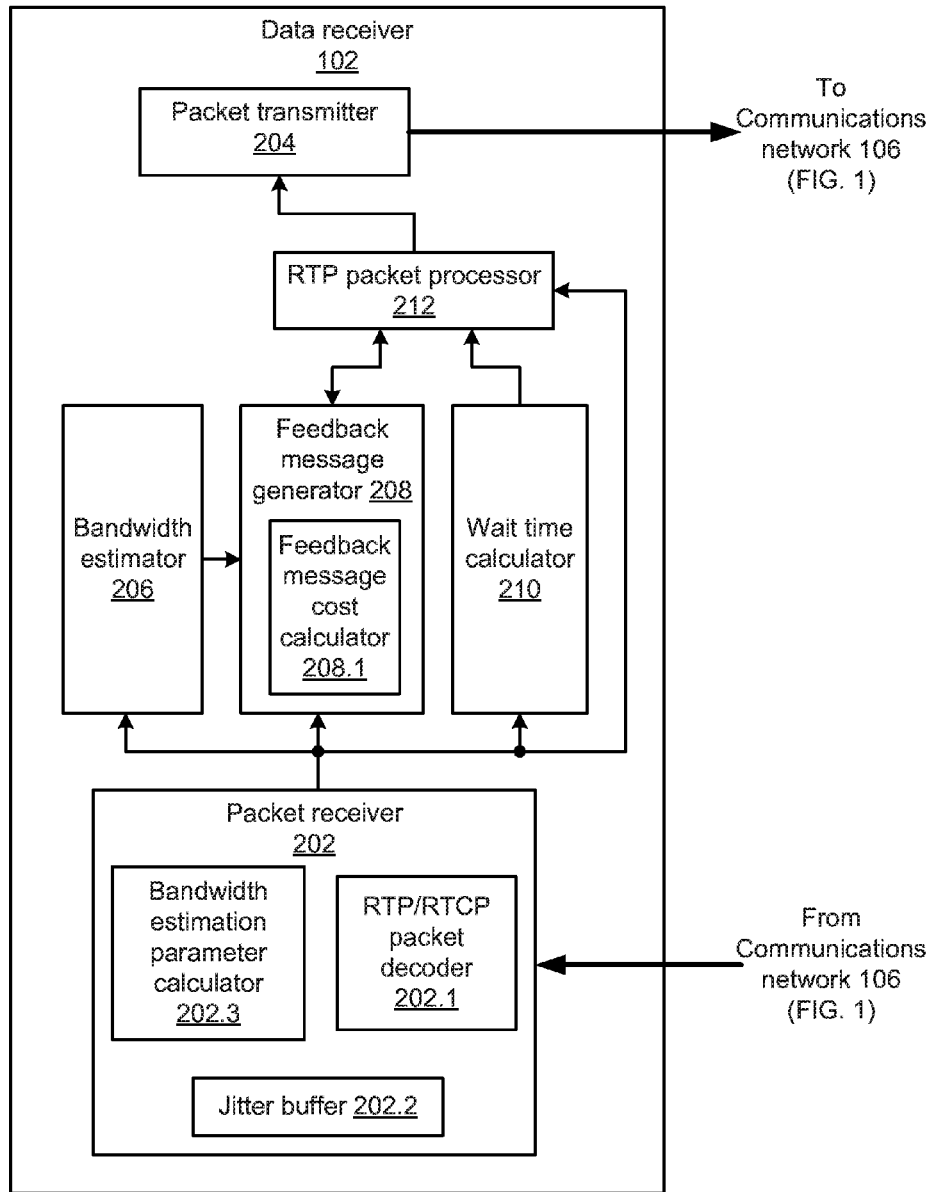 Data receiver
102
Packet transmitter
204
To
Communications
network 106
(FIG. 1)
RTP packet processor
212
Bandwidth
estimator
206
Feedback
message
generator 208
Feedback
message
cost
calculator
208.1
Wait time
calculator
210
Packet receiver
202
Bandwidth
estimation
parameter
calculator
202.3
RTP/RTCP
packet
decoder
202.1
Jitter buffer 202.2
From
Communications
network 106
(FIG. 1)